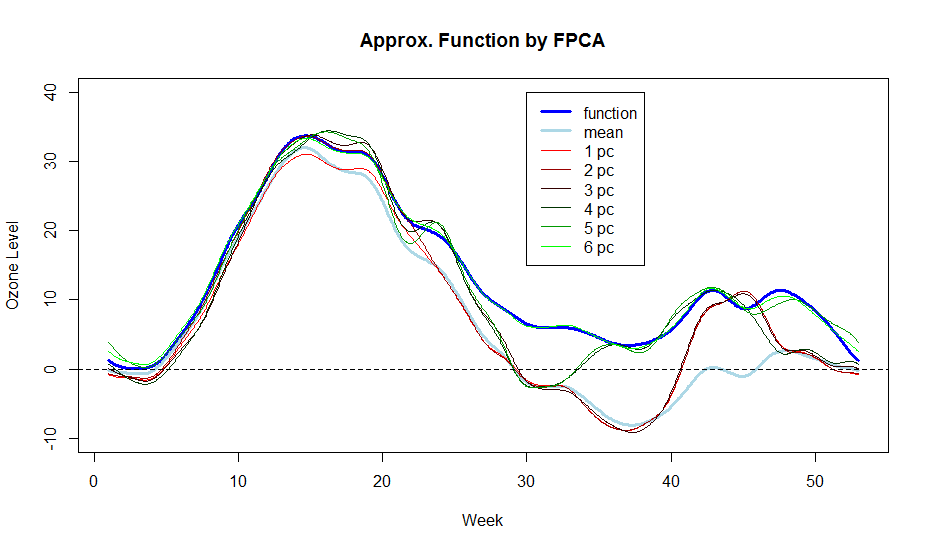 Approx. Function by FPCA
Ozone Level
40
30
20
10
0
-10
function
mean
1 pc
2 pc
3 pc
4 pc
5 pc
6 pc
0 10 20 30 40 50
Week